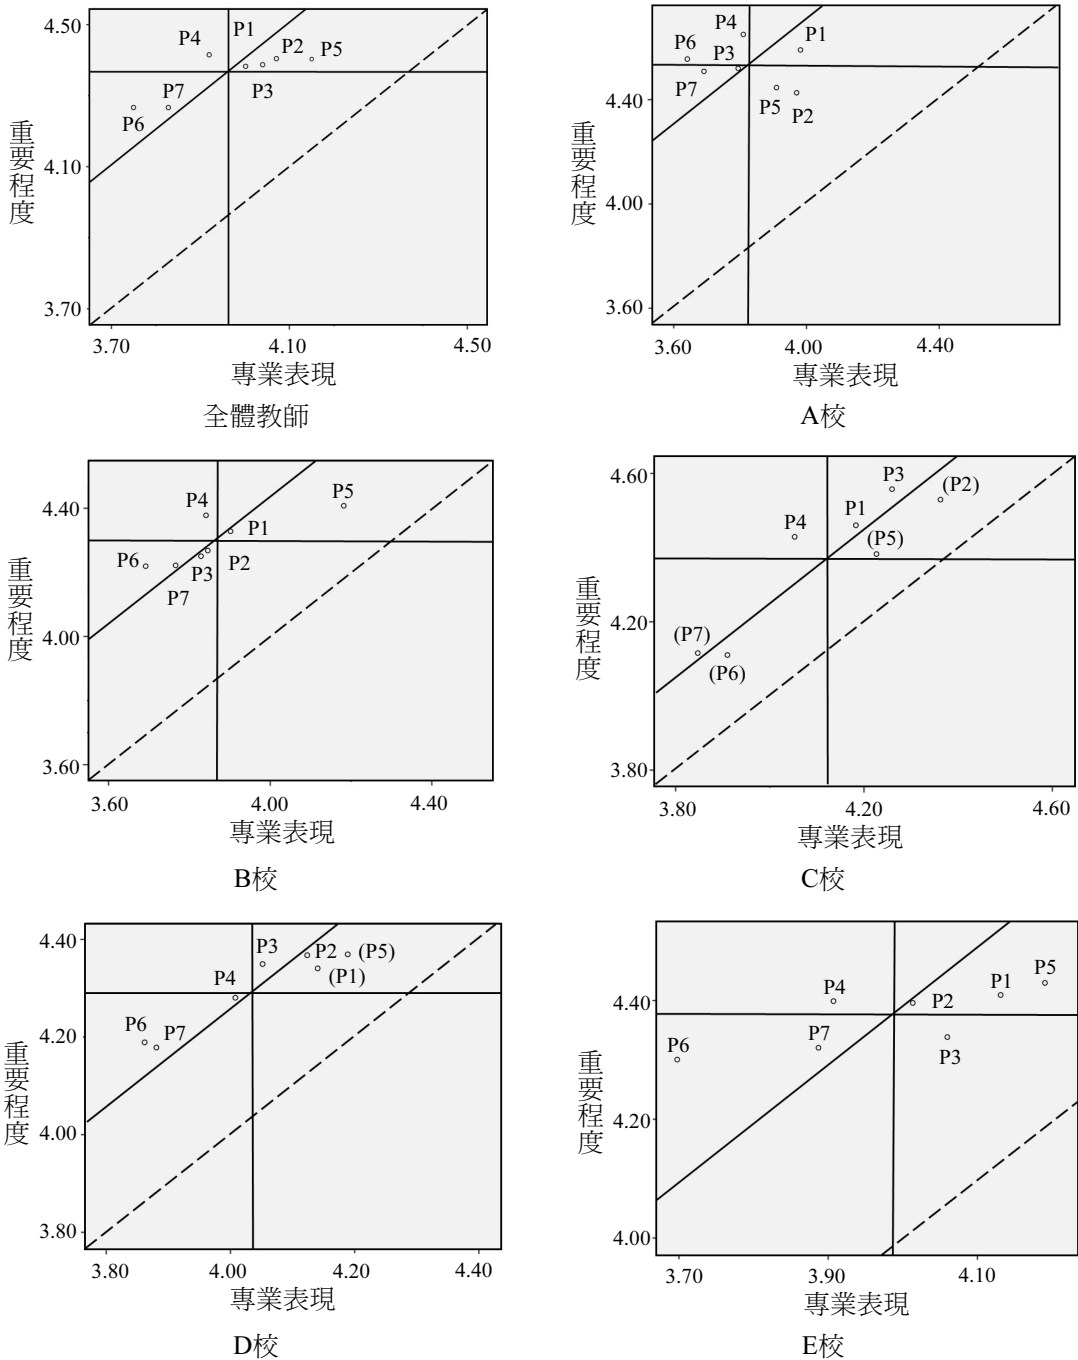 重要程度
4.50
4.10
3.70
P4
P1
P2
P5
P3
P7
P6
3.70
4.10
4.50
專業表現
全體教師
重要程度
4.40
4.00
3.60
P4
P1
P6
P3
P7
P5
P2
3.60
4.00
4.40
專業表現
A校
重要程度
4.40
4.00
3.60
P4
P5
P1
P6
P3
P2
P7
3.60
4.00
4.40
專業表現
B校
重要程度
4.60
4.20
3.80
P3
(P2)
P1
P4
(P5)
(P7)
(P6)
3.80
4.20
4.60
專業表現
C校
重要程度
4.40
4.20
4.00
3.80
P3
P2
(P5)
(P1)
P4
P6
P7
3.80
4.00
4.20
4.40
專業表現
D校
重要程度
4.40
4.20
4.00
P5
P1
P4
P2
P7
P6
P3
3.70
3.90
4.10
專業表現
E校